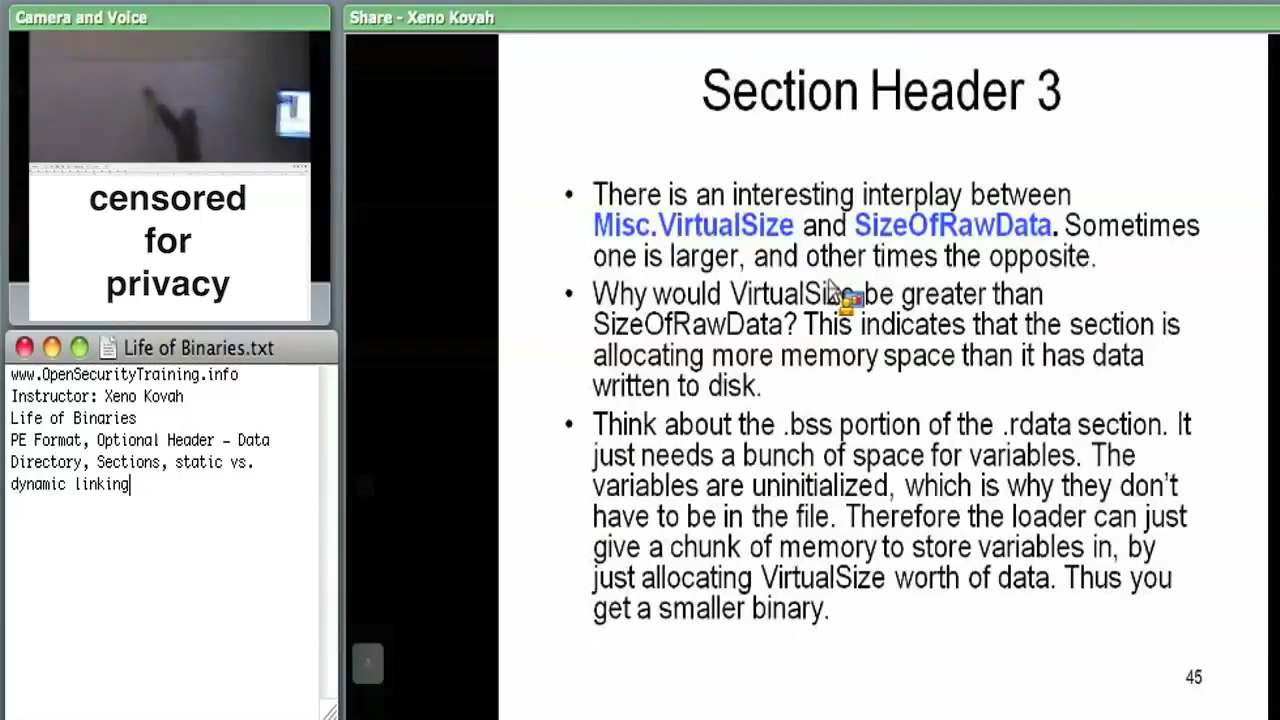 Camera and Voice
censored
for
privacy
Life of Binaries.txt
www.OpenSecurityTraining.info
Instructor: Xeno Kovah
Life of Binaries
PE Format, Optional Header - Data
Directory, Sections, static vs.
dynamic linking
Share - Xeno Kovah
Section Header 3
• There is an interesting interplay between
Misc.VirtualSize and SizeOfRawData. Sometimes
one is larger, and other times the opposite.
• Why would VirtualSize be greater than
SizeOfRawData? This indicates that the section is
allocating more memory space than it has data
written to disk.
• Think about the .bss portion of the .rdata section. It
just needs a bunch of space for variables. The
variables are uninitialized, which is why they don't
have to be in the file. Therefore the loader can just
give a chunk of memory to store variables in, by
just allocating VirtualSize worth of data. Thus you
get a smaller binary.
45